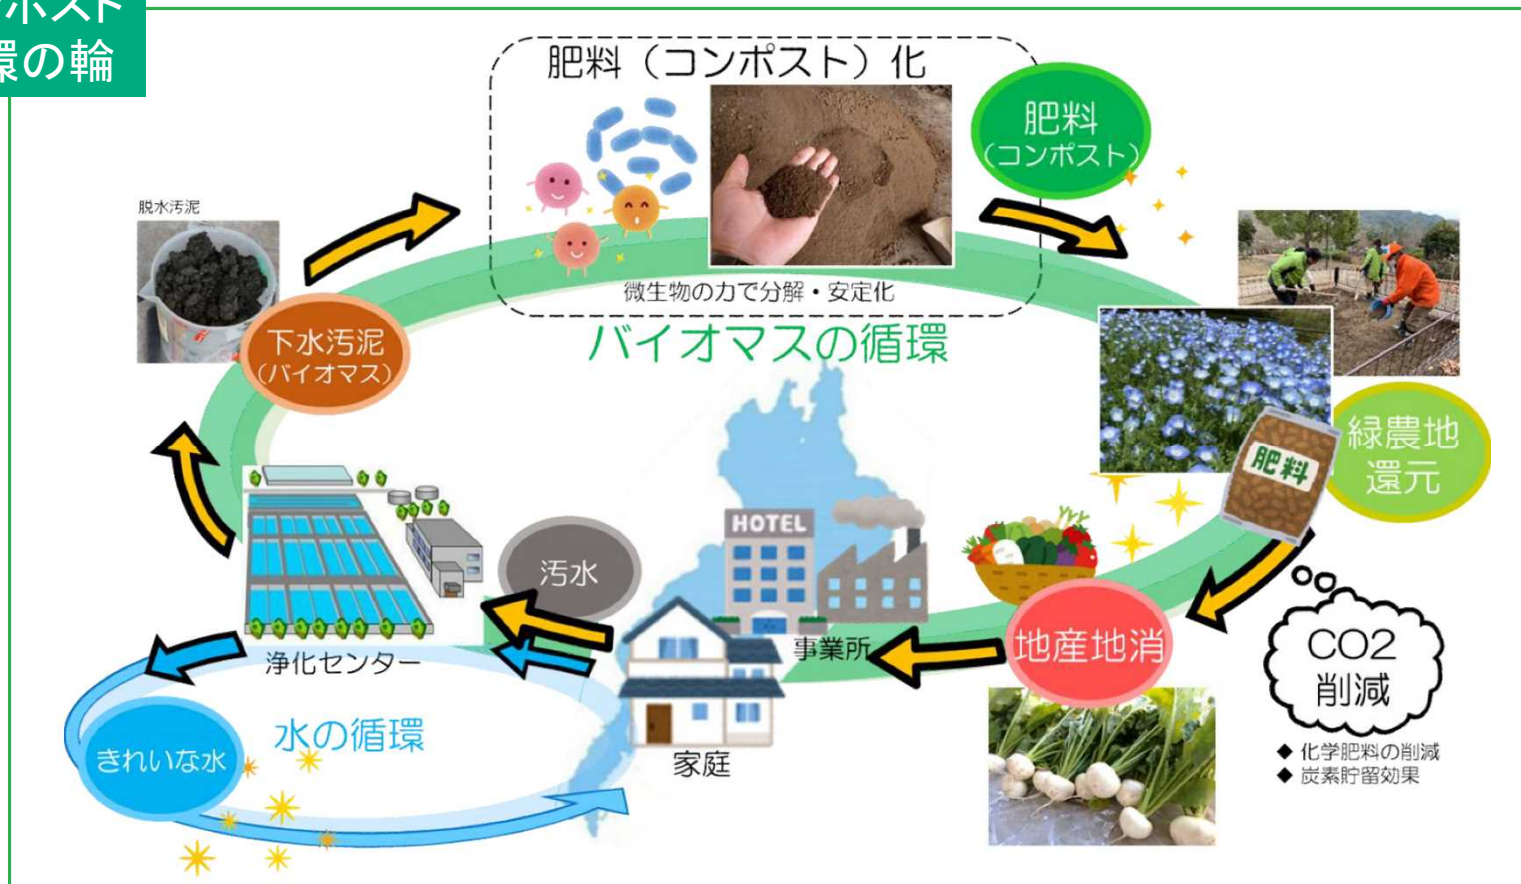 ポスト
環の輪
肥料（コンポスト）化
肥料
（コンポスト）
脱水汚泥
微生物の力で分解・安定化
バイオマスの循環
下水汚泥
（バイオマス）
緑農地
還元
肥料
HOTEL
汚水
事業所
地産地消
CO2
削減
浄化センター
水の循環
きれいな水
家庭
◆ 化学肥料の削減
◆ 炭素貯留効果